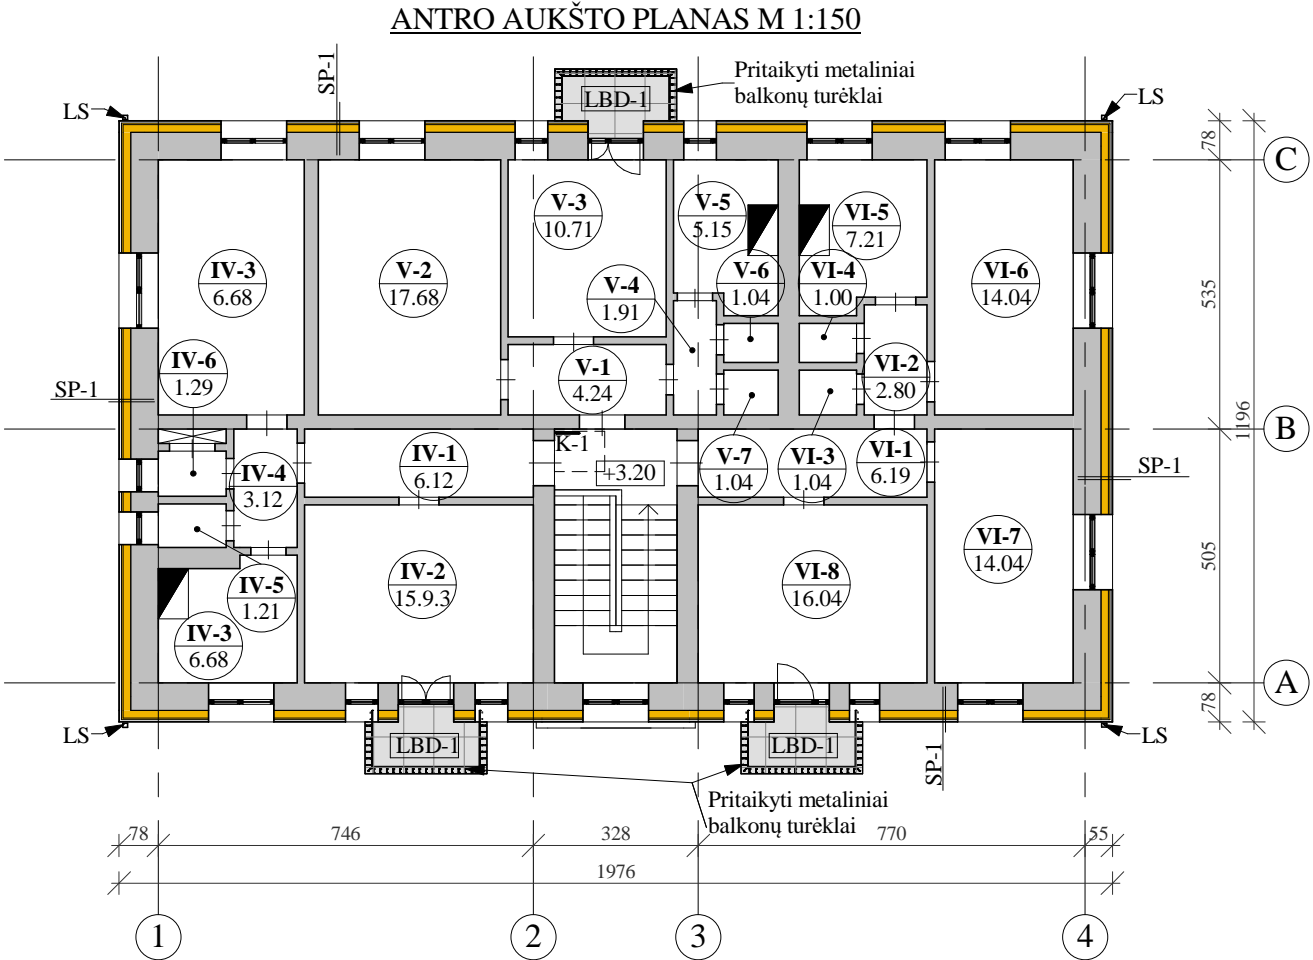 ANTRO AUKŠTO PLANAS M 1:150
Pritaikyti metaliniai
balkonų turėklai
SP-1
LS
LS
LBD-1
78
C
V-3
10.71
V-5
5.15
VI-5
7.21
IV-3
6.68
V-2
17.68
V-4
1.91
V-6
1.04
VI-4
1.00
VI-6
14.04
535
IV-6
1.29
V-1
4.24
VI-2
2.80
SP-1
1196
B
K-1
+3.20
IV-4
3.12
IV-1
6.12
V-7
1.04
VI-3
1.04
VI-1
6.19
SP-1
VI-7
14.04
505
IV-5
1.21
IV-2
15.9.3
VI-8
16.04
IV-3
6.68
A
78
LS
LS
LBD-1
LBD-1
SP-1
Pritaikyti metaliniai
balkonų turėklai
78
746
328
770
55
1976
1
2
3
4